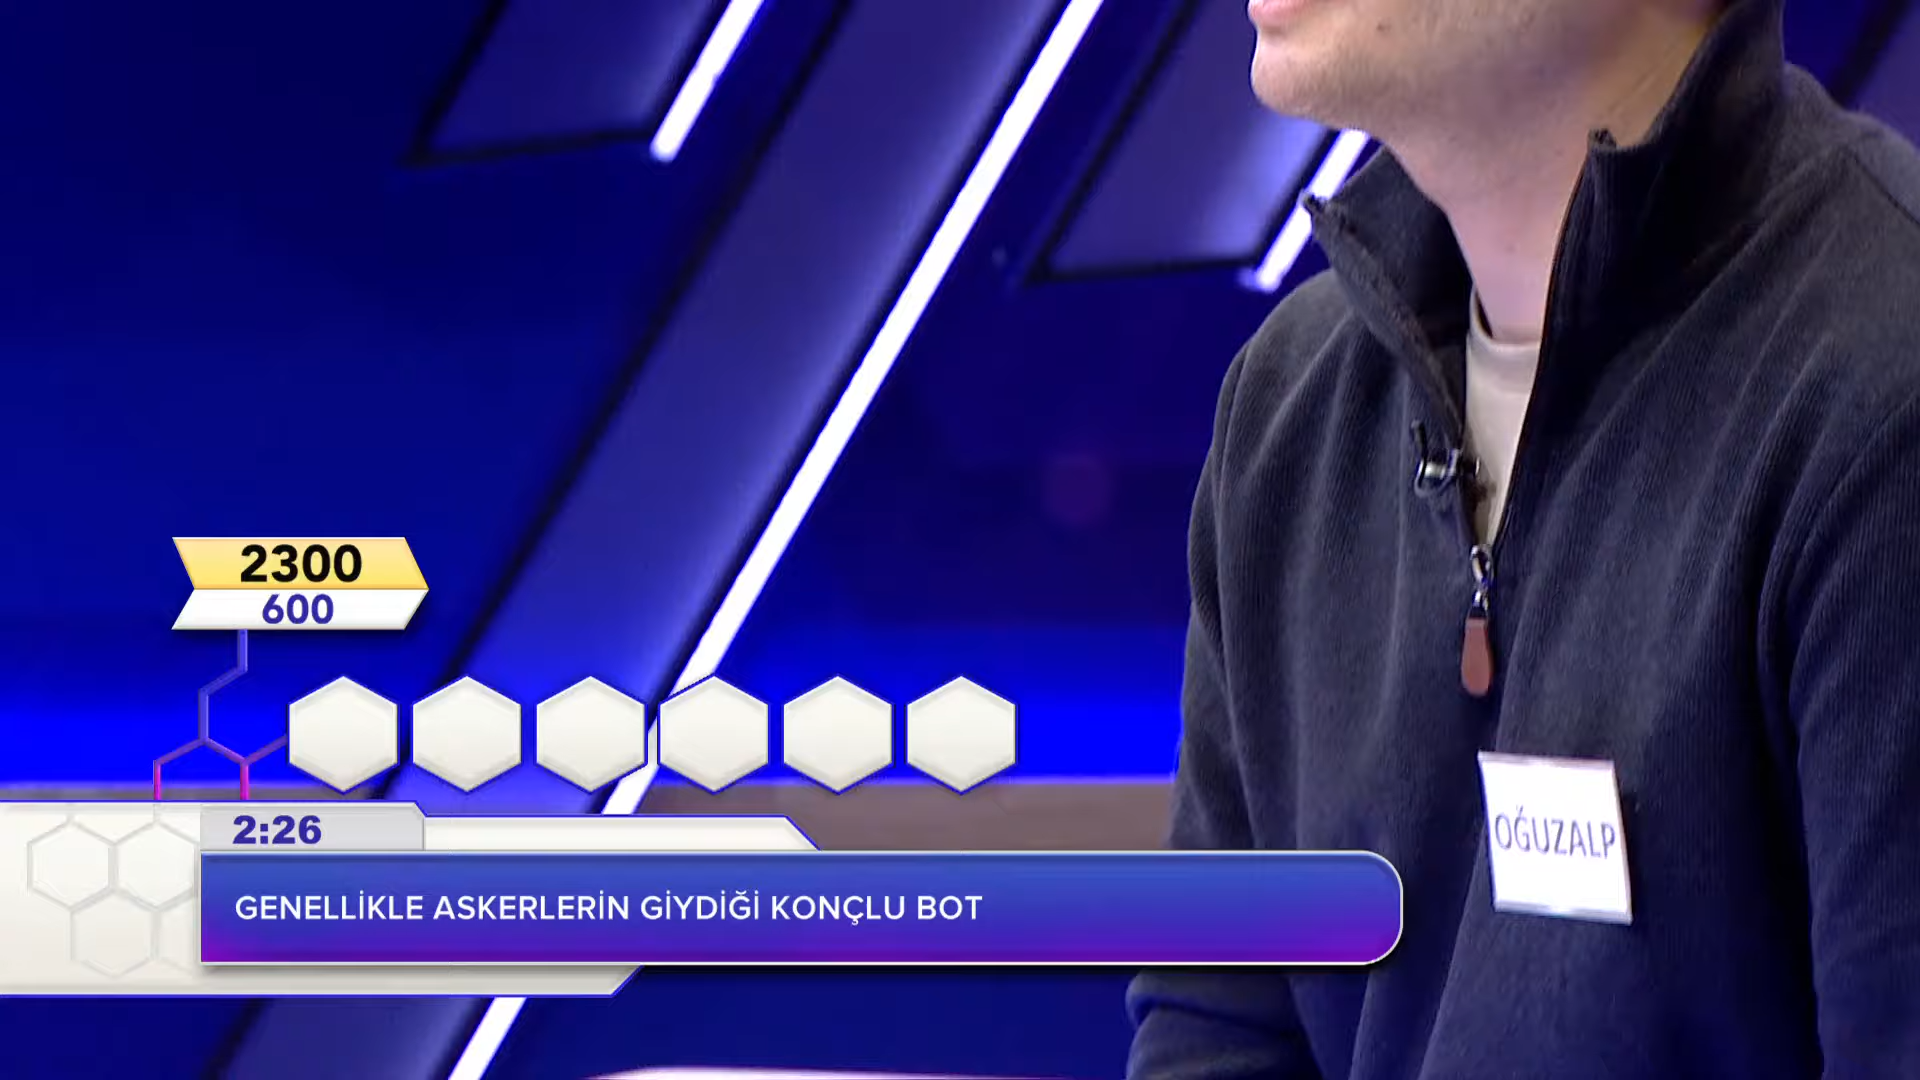 2300
600
2:26
GENELLİKLE ASKERLERİN GİYDİĞİ KONÇLU BOT
OĞUZALP